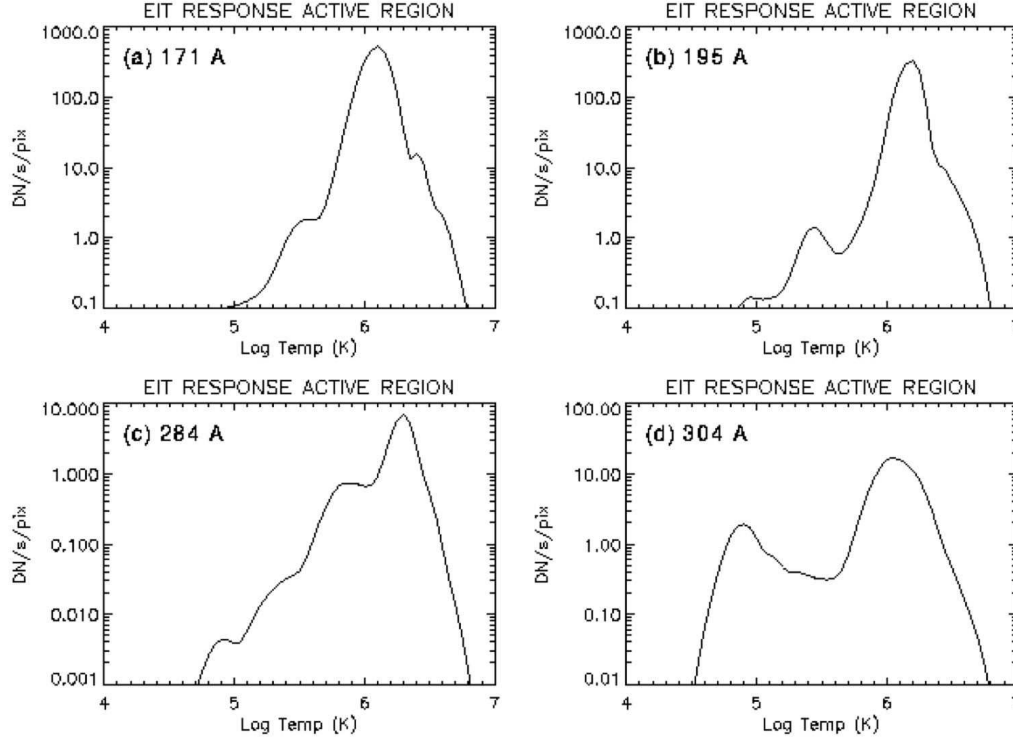 EIT RESPONSE ACTIVE REGION
1000.0
100.0
10.0
1.0
0.1
DN/s/pix
(a) 171 A
4 5 6 7
Log Temp (K)
EIT RESPONSE ACTIVE REGION
1000.0
100.0
10.0
1.0
0.1
DN/s/pix
(b) 195 A
4 5 6 7
Log Temp (K)
EIT RESPONSE ACTIVE REGION
10.000
1.000
0.100
0.010
0.001
DN/s/pix
(c) 284 A
4 5 6 7
Log Temp (K)
EIT RESPONSE ACTIVE REGION
100.00
10.00
1.00
0.10
0.01
DN/s/pix
(d) 304 A
4 5 6 7
Log Temp (K)